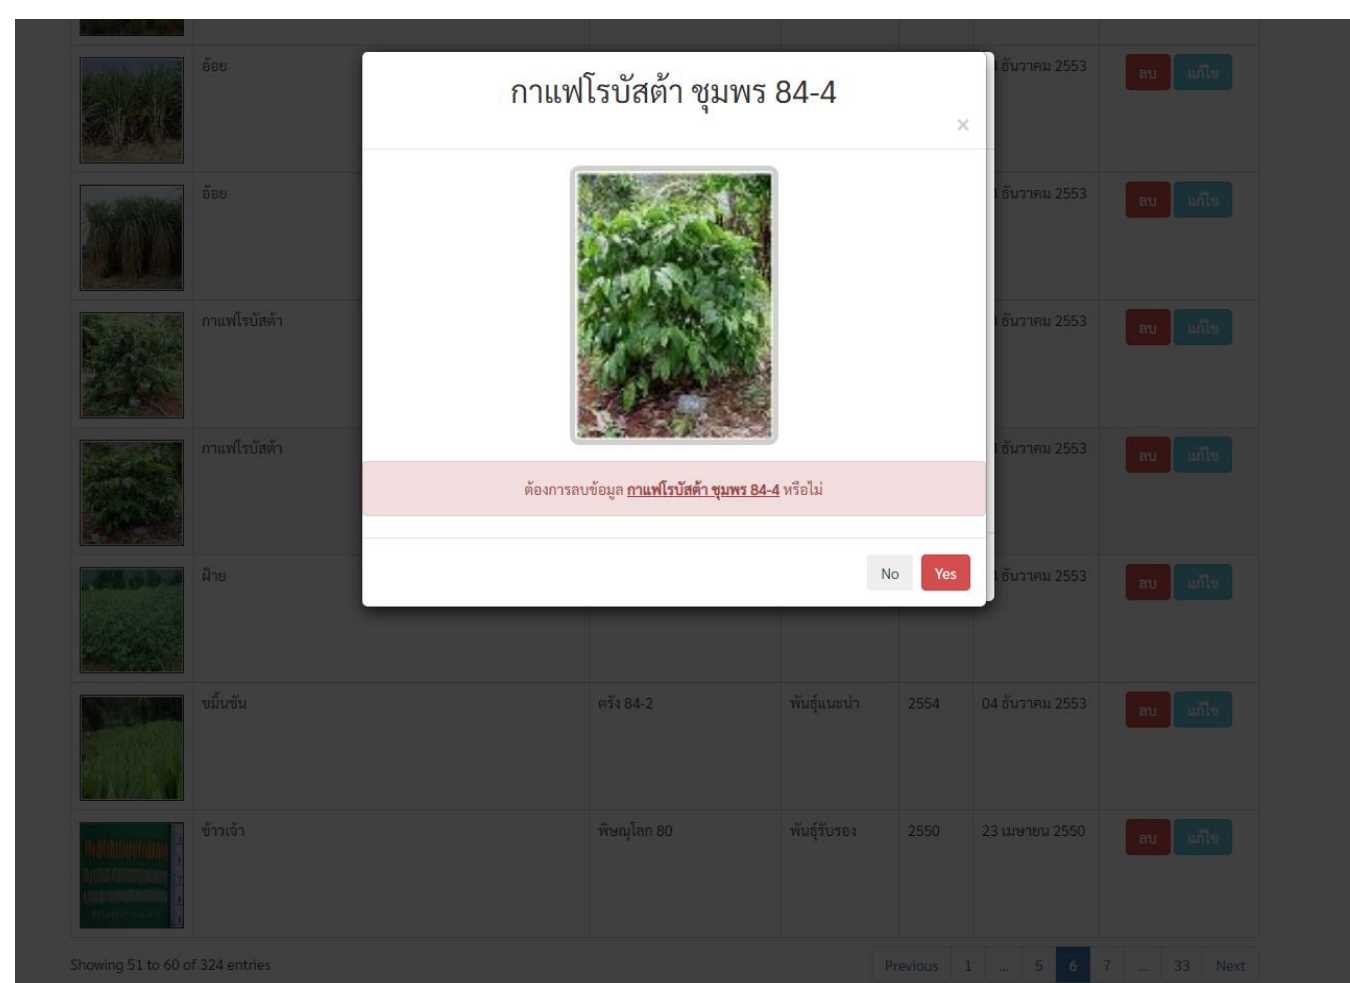 กาแฟโรบัสต้า ชุมพร 84-4
×
ต้องการลบข้อมูล กาแฟโรบัสต้า ชุมพร 84-4 หรือไม่
No Yes
อ้อย ธันวาคม 2553 ลบ แก้ไข
อ้อย ธันวาคม 2553 ลบ แก้ไข
กาแฟโรบัสต้า ธันวาคม 2553 ลบ แก้ไข
กาแฟโรบัสต้า ธันวาคม 2553 ลบ แก้ไข
ฝ้าย ธันวาคม 2553 ลบ แก้ไข
ขมิ้นชัน ตรัง 84-2 พันธุ์แนะนำ 2554 04 ธันวาคม 2553 ลบ แก้ไข
ข้าวเจ้า พิษณุโลก 80 พันธุ์รับรอง 2550 23 เมษายน 2550 ลบ แก้ไข
Showing 51 to 60 of 324 entries Previous 1 ... 5 6 7 ... 33 Next